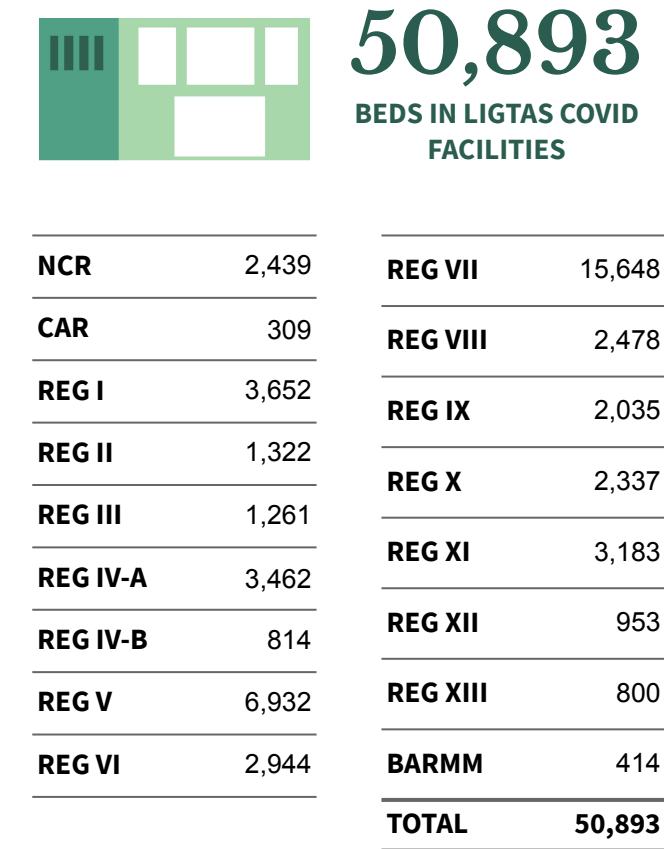 50,893
BEDS IN LIGTAS COVID
FACILITIES
NCR 2,439
CAR 309
REG I 3,652
REG II 1,322
REG III 1,261
REG IV-A 3,462
REG IV-B 814
REG V 6,932
REG VI 2,944
REG VII 15,648
REG VIII 2,478
REG IX 2,035
REG X 2,337
REG XI 3,183
REG XII 953
REG XIII 800
BARMM 414
TOTAL 50,893